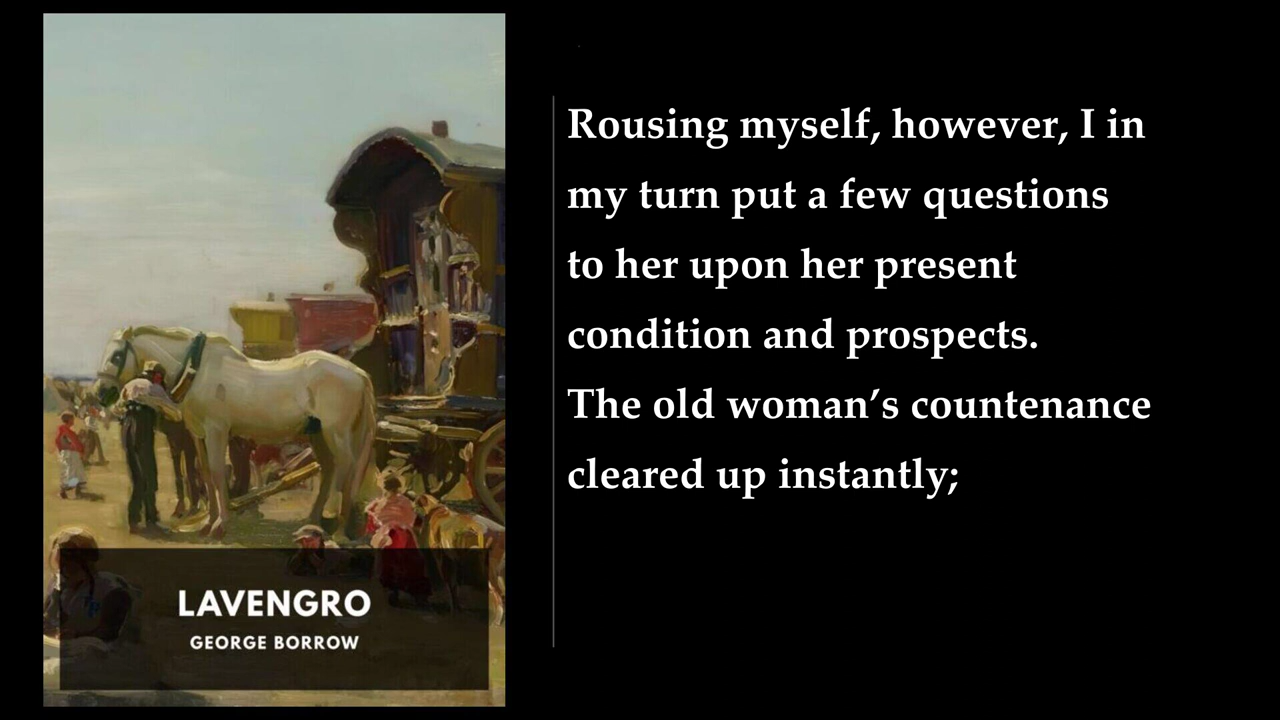 LAVENGRO
GEORGE BORROW
Rousing myself, however, I in
my turn put a few questions
to her upon her present
condition and prospects.
The old woman’s countenance
cleared up instantly;